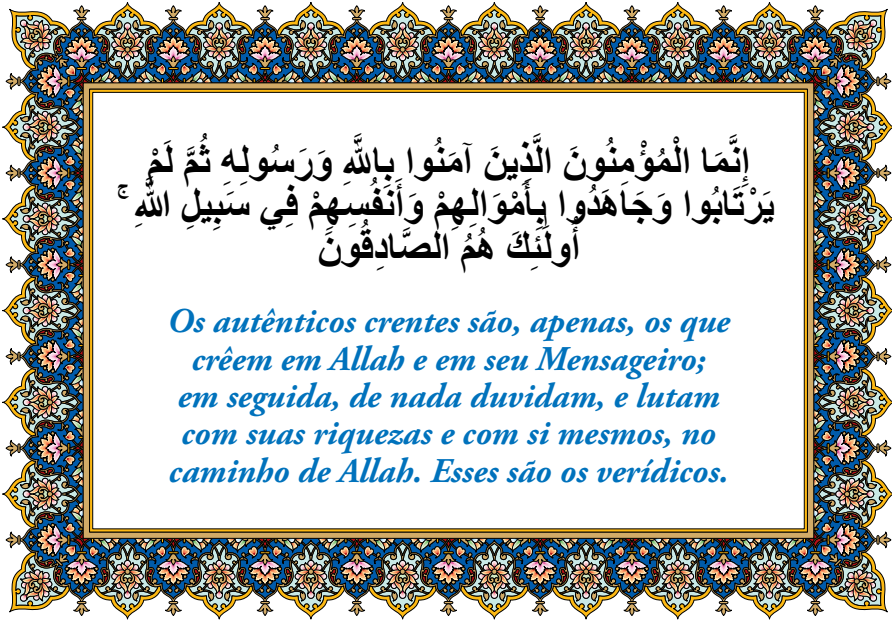 إِنَّمَا الْمُؤْمِنُونَ الَّذِينَ آمَنُوا بِاللَّهِ وَرَسُولِهِ ثُمَّ لَمْ
يَرْتَابُوا وَجَاهَدُوا بِأَمْوَالِهِمْ وَأَنفُسِهِمْ فِي سَبِيلِ اللَّهِ ۚ
أُولَٰئِكَ هُمُ الصَّادِقُونَ
Os autênticos crentes são, apenas, os que
crêem em Allah e em seu Mensageiro;
em seguida, de nada duvidam, e lutam
com suas riquezas e com si mesmos, no
caminho de Allah. Esses são os verídicos.